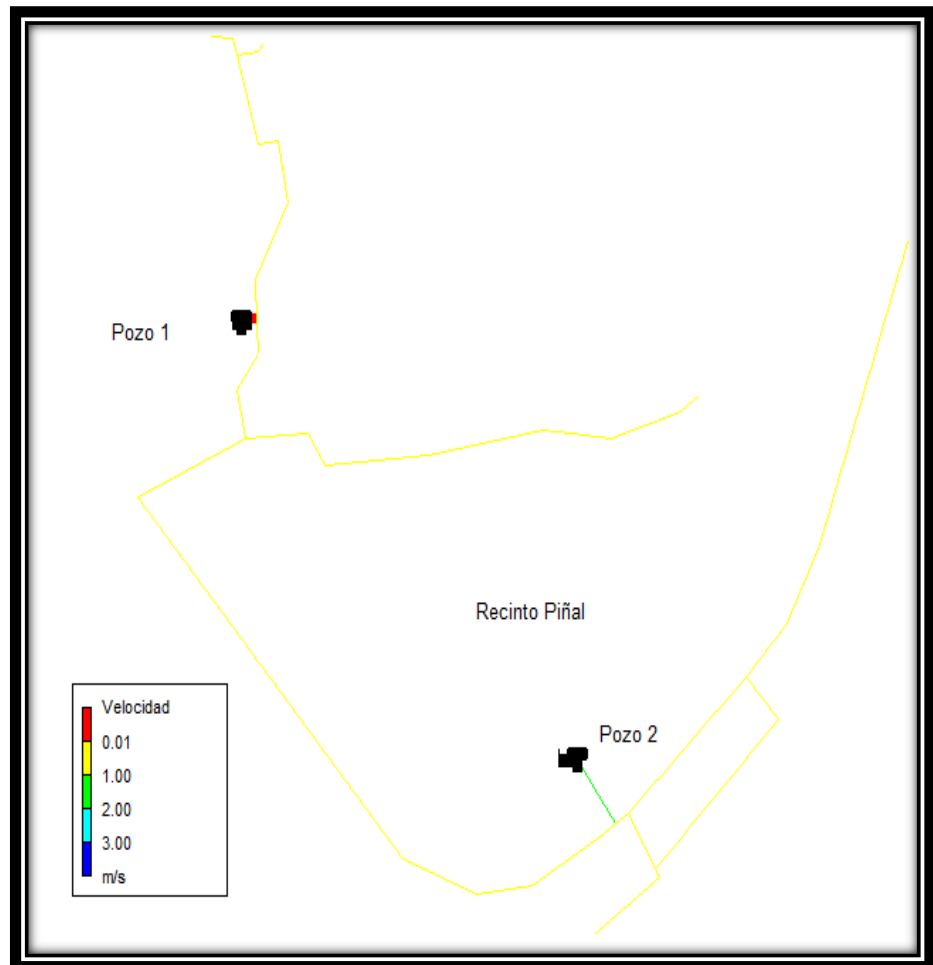 Pozo 1
Recinto Piñal
Pozo 2
Velocidad
0.01
1.00
2.00
3.00
m/s